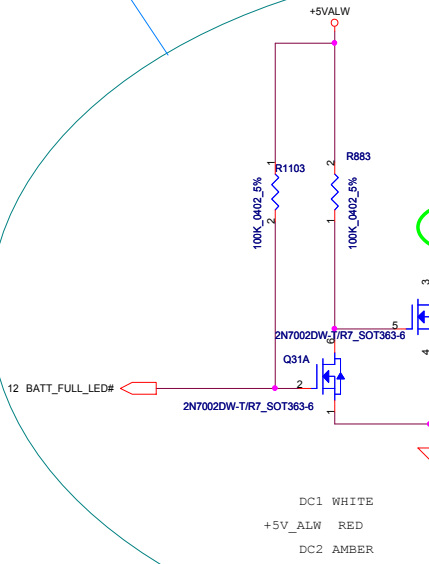 +5VALW
1
R1103
100K_0402_5%
2
2
R883
100K_0402_5%
1
3
5
4
2N7002DW-T/R7_SOT363-6
6
Q31A
12 BATT_FULL_LED#
2
2N7002DW-T/R7_SOT363-6
1
DC1 WHITE
+5V_ALW RED
DC2 AMBER